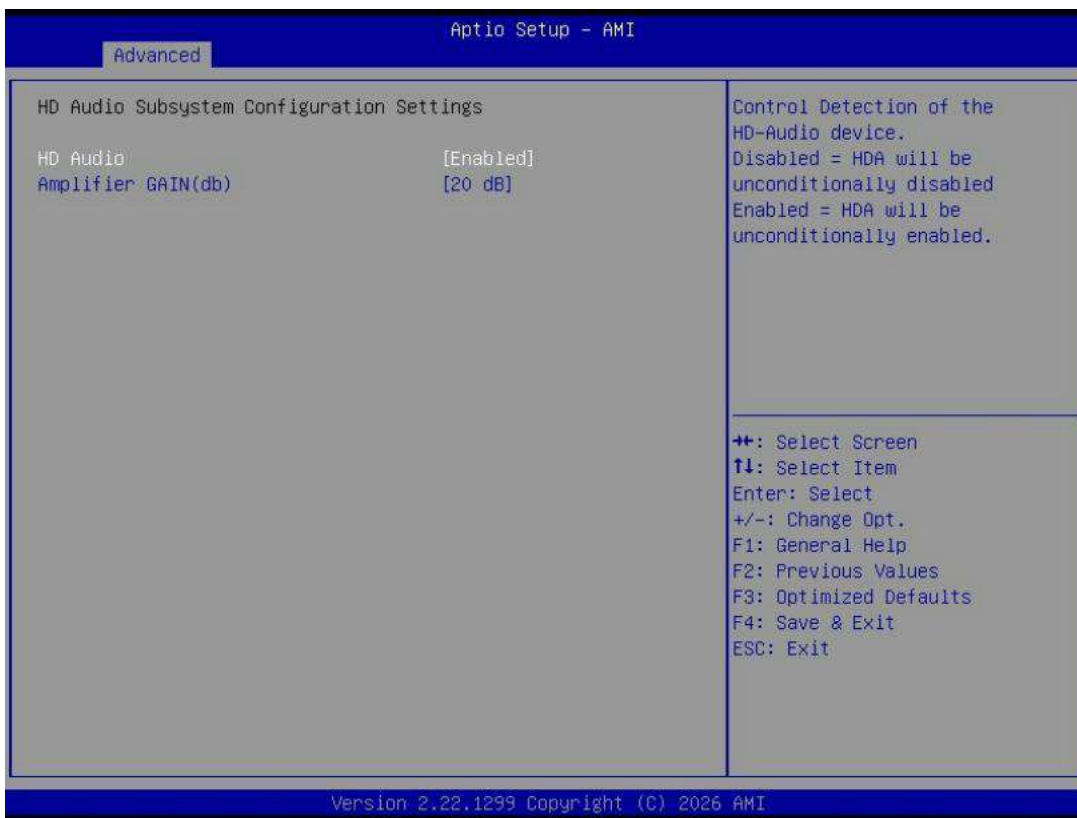 Aptio Setup – AMI
Advanced
HD Audio Subsystem Configuration Settings
HD Audio [Enabled]
Amplifier GAIN(db) [20 dB]
Control Detection of the
HD-Audio device.
Disabled = HDA will be
unconditionally disabled
Enabled = HDA will be
unconditionally enabled.
→←: Select Screen
↑↓: Select Item
Enter: Select
+/-: Change Opt.
F1: General Help
F2: Previous Values
F3: Optimized Defaults
F4: Save & Exit
ESC: Exit
Version 2.22.1299 Copyright (C) 2026 AMI